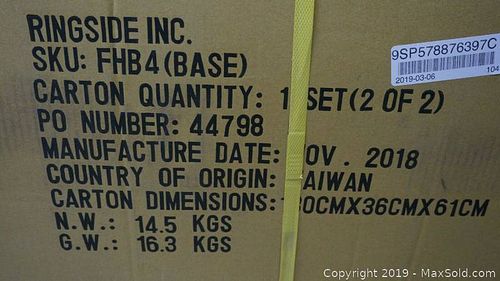 RINGSIDE INC.
SKU: FHB4 (BASE)
CARTON QUANTITY: 1 SET (2 OF 2)
PO NUMBER: 44798
MANUFACTURE DATE: OV. 2018
COUNTRY OF ORIGIN: AIWAN
CARTON DIMENSIONS: 30CMX36CMX61CM
N.W.: 14.5 KGS
G.W.: 16.3 KGS
9SP578876397C
2019-03-06
104
Copyright 2019 - MaxSold.com